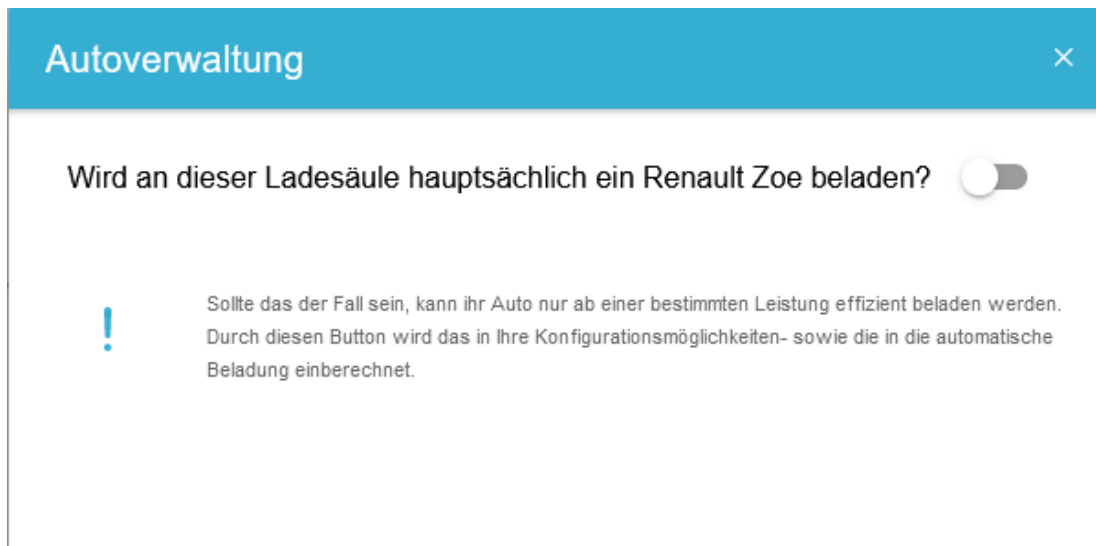 Autoverwaltung
Wird an dieser Ladesäule hauptsächlich ein Renault Zoe beladen?
Sollte das der Fall sein, kann ihr Auto nur ab einer bestimmten Leistung effizient beladen werden.
Durch diesen Button wird das in Ihre Konfigurationsmöglichkeiten- sowie die in die automatische
Beladung einberechnet.